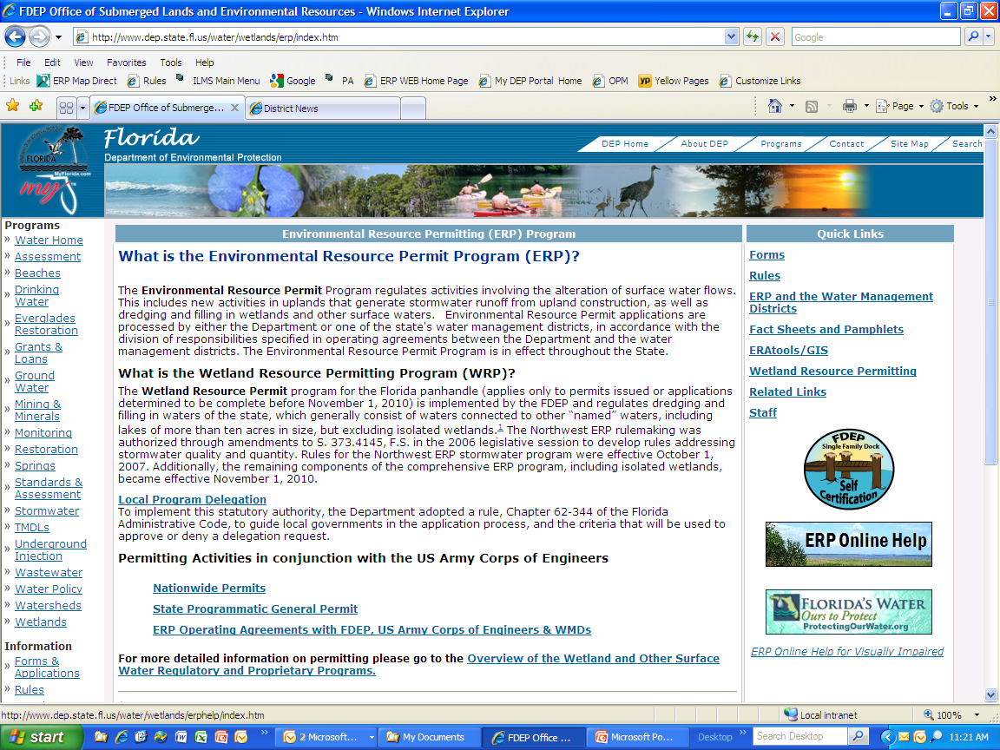 FDEP Office of Submerged Lands and Environmental Resources - Windows Internet Explorer
http://www.dep.state.fl.us/water/wetlands/erp/index.htm
Google
File Edit View Favorites Tools Help
Links ERP Map Direct Rules ILMS Main Menu Google PA ERP WEB Home Page My DEP Portal Home OPM yp Yellow Pages Customize Links
FDEP Office of Submerge... District News
Page Tools
FLORIDA
MyFlorida.com
my
Florida
Department of Environmental Protection
DEP Home About DEP Programs Contact Site Map Search
Programs
» Water Home
» Assessment
» Beaches
» Drinking
Water
» Everglades
Restoration
» Grants &
Loans
» Ground
Water
» Mining &
Minerals
» Monitoring
» Restoration
» Springs
» Standards &
Assessment
» Stormwater
» TMDLs
» Underground
Injection
» Wastewater
» Water Policy
» Watersheds
» Wetlands
Information
» Forms &
Applications
» Rules
Environmental Resource Permitting (ERP) Program
What is the Environmental Resource Permit Program (ERP)?
The Environmental Resource Permit Program regulates activities involving the alteration of surface water flows.
This includes new activities in uplands that generate stormwater runoff from upland construction, as well as
dredging and filling in wetlands and other surface waters. Environmental Resource Permit applications are
processed by either the Department or one of the state's water management districts, in accordance with the
division of responsibilities specified in operating agreements between the Department and the water
management districts. The Environmental Resource Permit Program is in effect throughout the State.
What is the Wetland Resource Permitting Program (WRP)?
The Wetland Resource Permit program for the Florida panhandle (applies only to permits issued or applications
determined to be complete before November 1, 2010) is implemented by the FDEP and regulates dredging and
filling in waters of the state, which generally consist of waters connected to other “named” waters, including
lakes of more than ten acres in size, but excluding isolated wetlands.1 The Northwest ERP rulemaking was
authorized through amendments to S. 373.4145, F.S. in the 2006 legislative session to develop rules addressing
stormwater quality and quantity. Rules for the Northwest ERP stormwater program were effective October 1,
2007. Additionally, the remaining components of the comprehensive ERP program, including isolated wetlands,
became effective November 1, 2010.
Local Program Delegation
To implement this statutory authority, the Department adopted a rule, Chapter 62-344 of the Florida
Administrative Code, to guide local governments in the application process, and the criteria that will be used to
approve or deny a delegation request.
Permitting Activities in conjunction with the US Army Corps of Engineers
Nationwide Permits
State Programmatic General Permit
ERP Operating Agreements with FDEP, US Army Corps of Engineers & WMDs
For more detailed information on permitting please go to the Overview of the Wetland and Other Surface
Water Regulatory and Proprietary Programs.
Quick Links
Forms
Rules
ERP and the Water Management
Districts
Fact Sheets and Pamphlets
ERAtools/GIS
Wetland Resource Permitting
Related Links
Staff
FDEP
Single Family Dock
Self
Certification
ERP Online Help
FLORIDA'S WATER
Ours to Protect
ProtectingOurWater.org
ERP Online Help for Visually Impaired
http://www.dep.state.fl.us/water/wetlands/erphelp/index.htm
Local intranet
100%
start
2 Microsoft... My Documents FDEP Office ... Microsoft Po... Desktop Search Desktop 11:21 AM